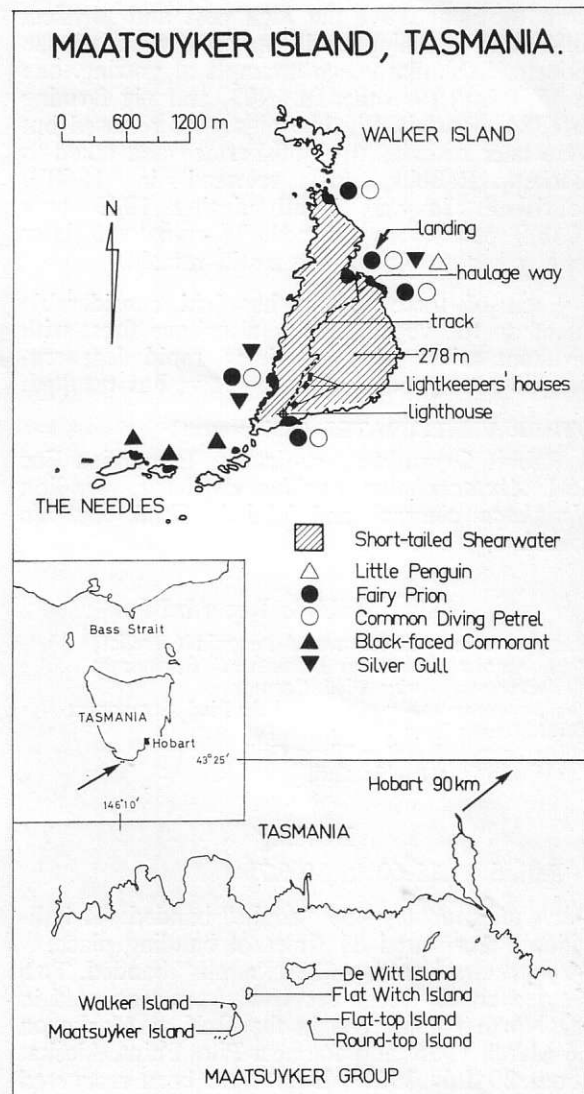 MAATSUYKER ISLAND, TASMANIA.
0 600 1200 m
WALKER ISLAND
N
landing
haulage way
track
278 m
lightkeepers' houses
lighthouse
THE NEEDLES
Short-tailed Shearwater
Little Penguin
Fairy Prion
Common Diving Petrel
Black-faced Cormorant
Silver Gull
Bass Strait
TASMANIA
Hobart
43°25'
146°10'
Hobart 90km
TASMANIA
De Witt Island
Flat Witch Island
Walker Island
Flat-top Island
Maatsuyker Island
Round-top Island
MAATSUYKER GROUP